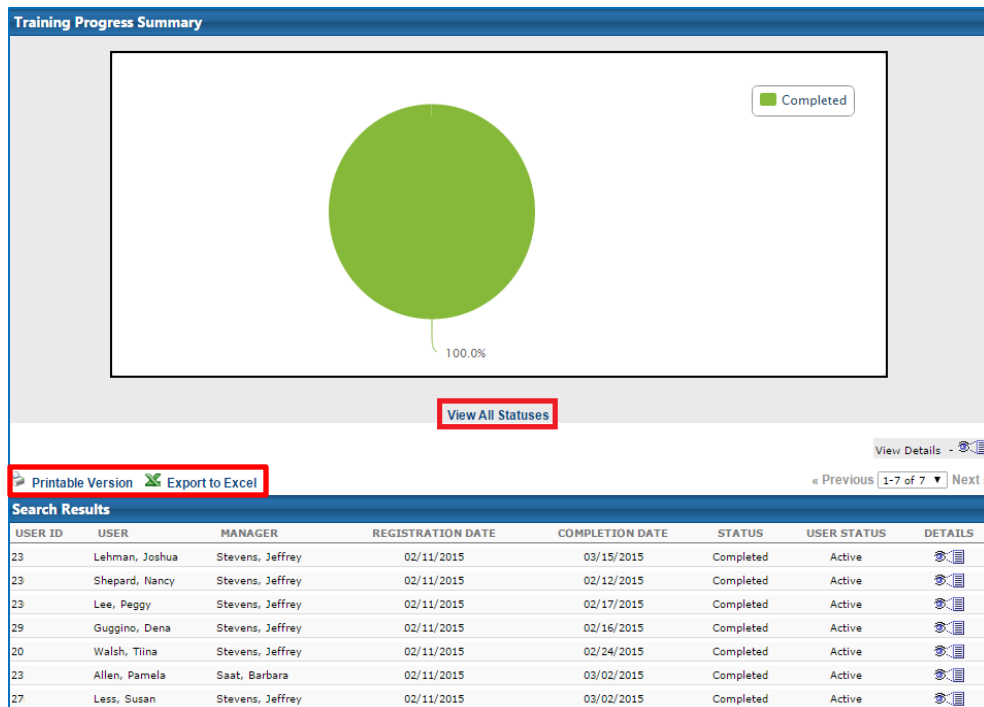 Training Progress Summary
Completed
100.0%
View All Statuses
View Details -
Printable Version Export to Excel « Previous 1-7 of 7 ▼ Next
Search Results
USER ID USER MANAGER REGISTRATION DATE COMPLETION DATE STATUS USER STATUS DETAILS
23 Lehman, Joshua Stevens, Jeffrey 02/11/2015 03/15/2015 Completed Active
23 Shepard, Nancy Stevens, Jeffrey 02/11/2015 02/12/2015 Completed Active
23 Lee, Peggy Stevens, Jeffrey 02/11/2015 02/17/2015 Completed Active
29 Guggino, Dena Stevens, Jeffrey 02/11/2015 02/16/2015 Completed Active
20 Walsh, Tiina Stevens, Jeffrey 02/11/2015 02/24/2015 Completed Active
23 Allen, Pamela Saat, Barbara 02/11/2015 03/02/2015 Completed Active
27 Less, Susan Stevens, Jeffrey 02/11/2015 03/02/2015 Completed Active